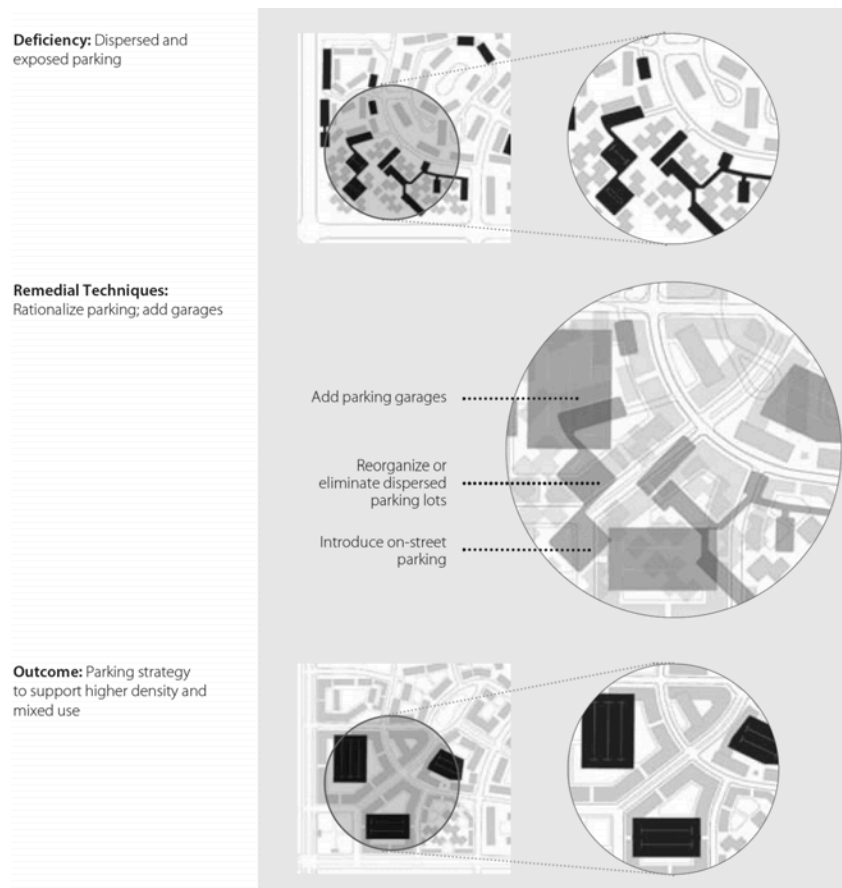 Deficiency: Dispersed and
exposed parking
Remedial Techniques:
Rationalize parking; add garages
Add parking garages
Reorganize or
eliminate dispersed
parking lots
Introduce on-street
parking
Outcome: Parking strategy
to support higher density and
mixed use